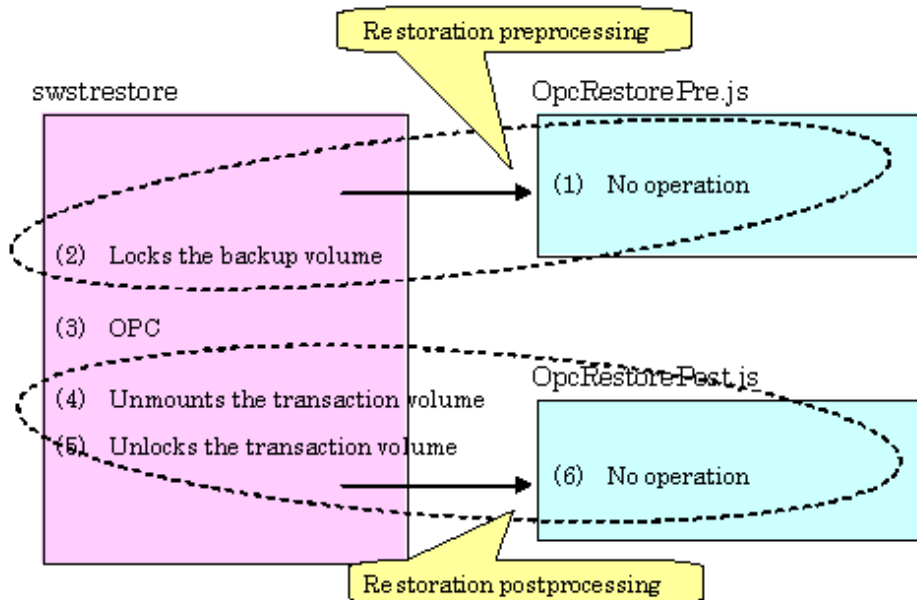 Restoration preprocessing
swstrestore
OpcRestorePre.js
(1) No operation
(2) Locks the backup volume
(3) OPC
OpcRestorePost.js
(4) Unmounts the transaction volume
(5) Unlocks the transaction volume
(6) No operation
Restoration postprocessing